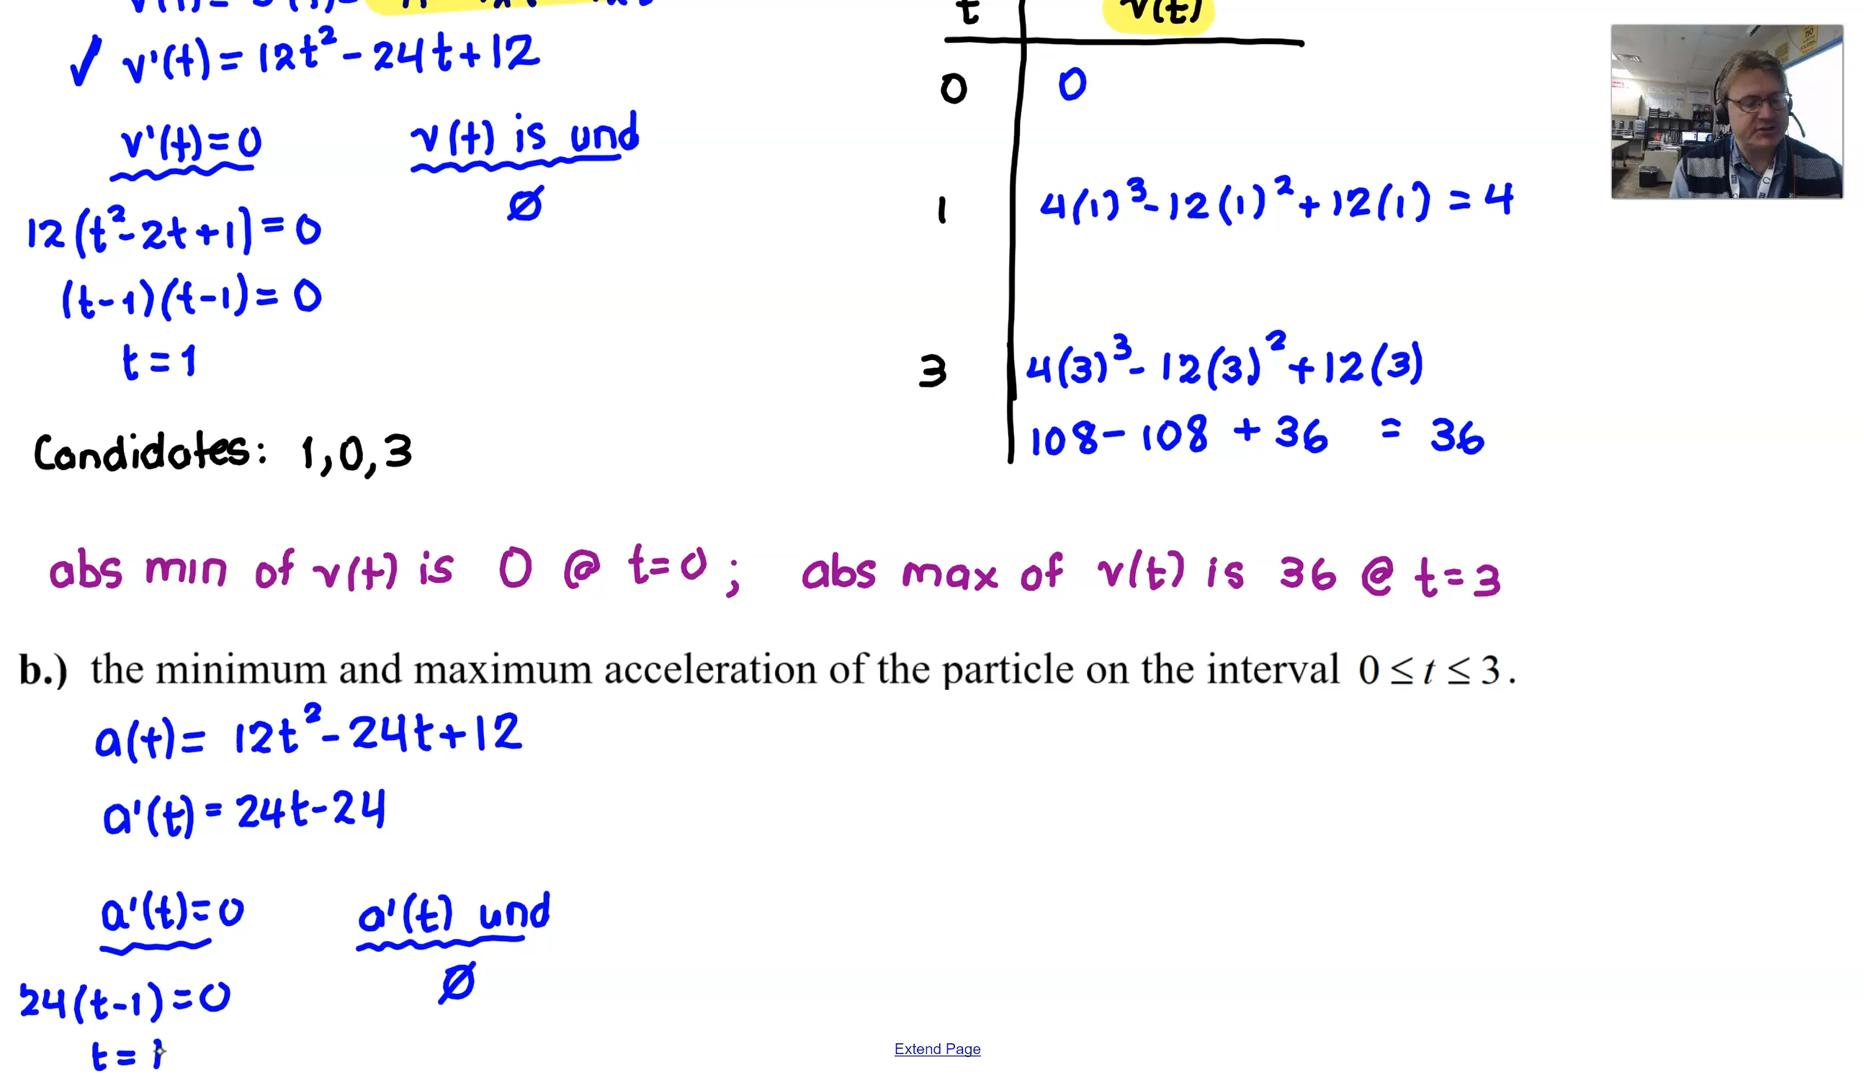 t | v(t)
✓ v'(t) = 12t² - 24t + 12
0 | 0
v'(t) = 0
v(t) is und
Ø
1 | 4(1)³ - 12(1)² + 12(1) = 4
12(t² - 2t + 1) = 0
(t - 1)(t - 1) = 0
t = 1
3 | 4(3)³ - 12(3)² + 12(3)
108 - 108 + 36 = 36
Candidates: 1, 0, 3
abs min of v(t) is 0 @ t=0; abs max of v(t) is 36 @ t=3
b.) the minimum and maximum acceleration of the particle on the interval 0 ≤ t ≤ 3.
a(t) = 12t² - 24t + 12
a'(t) = 24t - 24
a'(t) = 0
a'(t) und
Ø
24(t - 1) = 0
t = 1
Extend Page